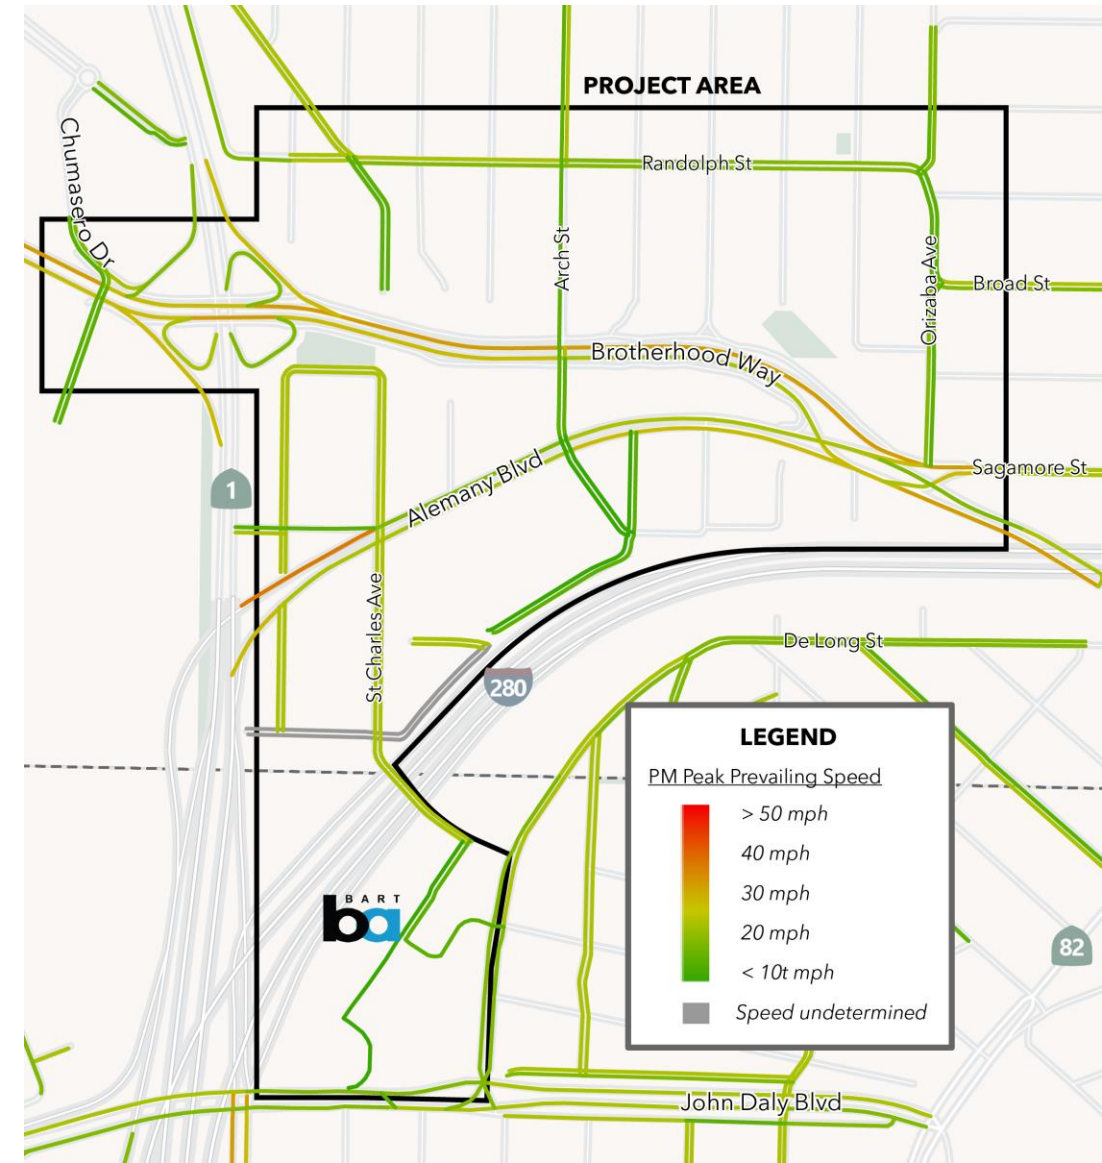 PROJECT AREA
Chumasero Dr
Randolph St
Arch St
Orizaba Ave
Broad St
Brotherhood Way
Alemany Blvd
Sagamore St
1
St Charles Ave
De Long St
280
LEGEND
PM Peak Prevailing Speed
> 50 mph
40 mph
30 mph
20 mph
< 10t mph
Speed undetermined
BART
ba
82
John Daly Blvd